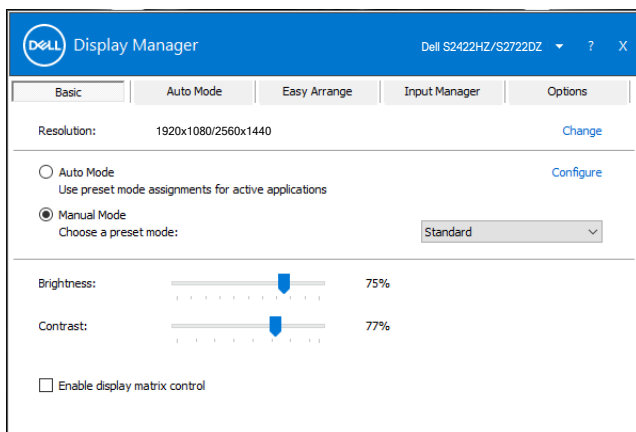 DELL Display Manager Dell S2422HZ/S2722DZ ? X
Basic Auto Mode Easy Arrange Input Manager Options
Resolution: 1920x1080/2560x1440 Change
Auto Mode Configure
Use preset mode assignments for active applications
Manual Mode
Choose a preset mode: Standard
Brightness: 75%
Contrast: 77%
Enable display matrix control